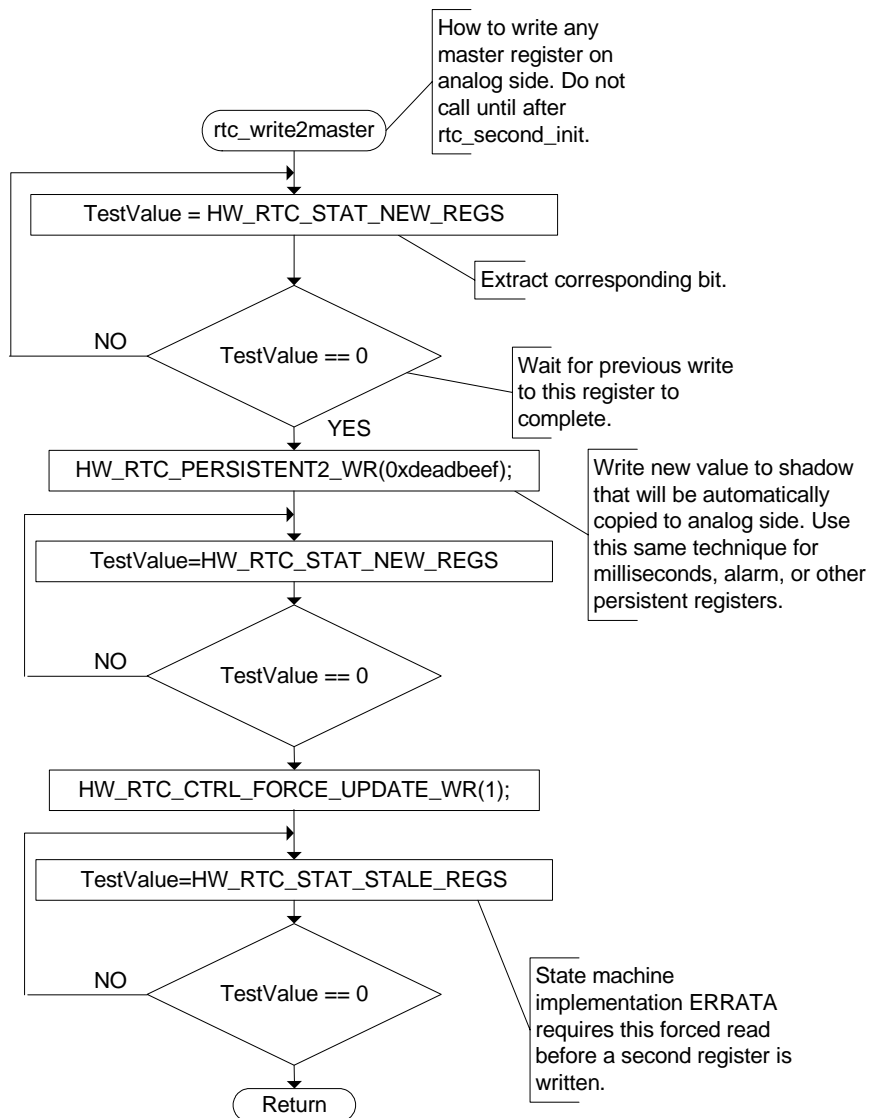 How to write any
master register on
analog side. Do not
call until after
rtc_second_init.
rtc_write2master
TestValue = HW_RTC_STAT_NEW_REGS
Extract corresponding bit.
NO
TestValue == 0
Wait for previous write
to this register to
complete.
YES
HW_RTC_PERSISTENT2_WR(0xdeadbeef);
Write new value to shadow
that will be automatically
copied to analog side. Use
this same technique for
milliseconds, alarm, or other
persistent registers.
TestValue=HW_RTC_STAT_NEW_REGS
NO
TestValue == 0
HW_RTC_CTRL_FORCE_UPDATE_WR(1);
TestValue=HW_RTC_STAT_STALE_REGS
NO
TestValue == 0
State machine
implementation ERRATA
requires this forced read
before a second register is
written.
Return